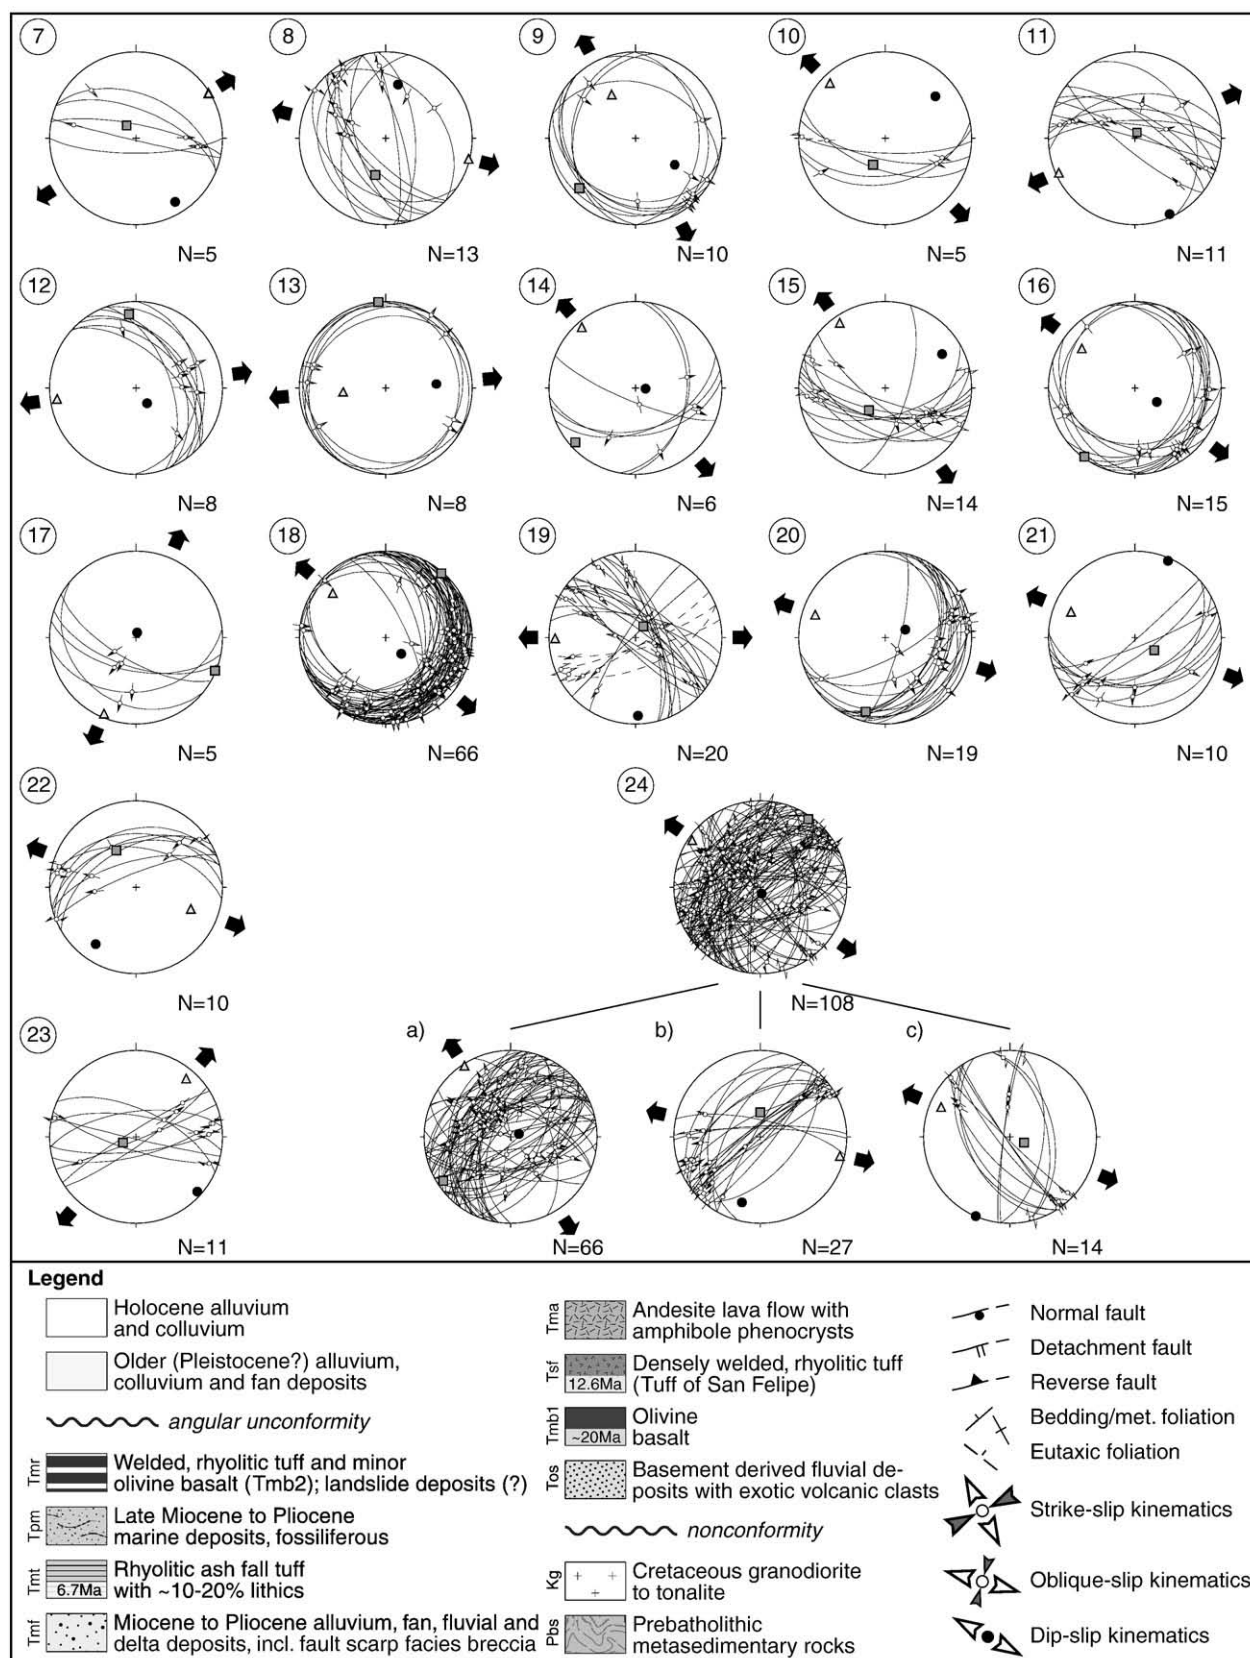 7
8
9
10
11
N=5
N=13
N=10
N=5
N=11
12
13
14
15
16
N=8
N=8
N=6
N=14
N=15
17
18
19
20
21
N=5
N=66
N=20
N=19
N=10
22
24
N=10
N=108
23
a)
b)
c)
N=11
N=66
N=27
N=14
Legend
Holocene alluvium
and colluvium
Older (Pleistocene?) alluvium,
colluvium and fan deposits
angular unconformity
Tmr
Welded, rhyolitic tuff and minor
olivine basalt (Tmb2); landslide deposits (?)
Tpm
Late Miocene to Pliocene
marine deposits, fossiliferous
Tmt
6.7Ma
Rhyolitic ash fall tuff
with ~10-20% lithics
Tmf
Miocene to Pliocene alluvium, fan, fluvial and
delta deposits, incl. fault scarp facies breccia
Tma
Andesite lava flow with
amphibole phenocrysts
Tsf
12.6Ma
Densely welded, rhyolitic tuff
(Tuff of San Felipe)
Tmb1
~20Ma
Olivine
basalt
Tos
Basement derived fluvial de-
posits with exotic volcanic clasts
nonconformity
Kg
Cretaceous granodiorite
to tonalite
Pbs
Prebatholithic
metasedimentary rocks
Normal fault
Detachment fault
Reverse fault
Bedding/met. foliation
Eutaxic foliation
Strike-slip kinematics
Oblique-slip kinematics
Dip-slip kinematics